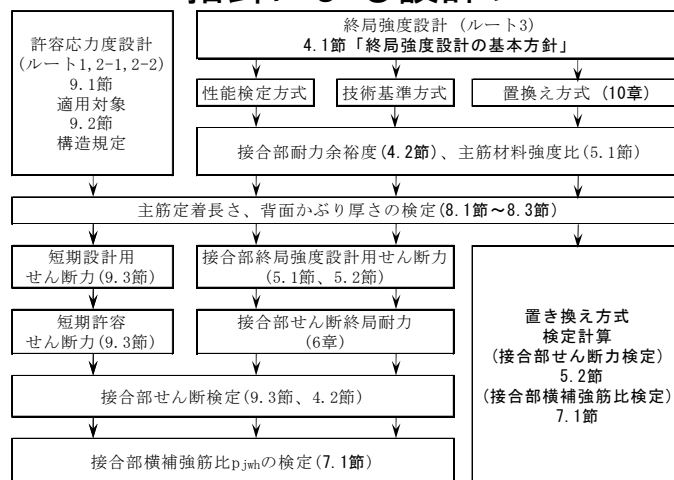 許容応力度設計
(ルート1,2-1,2-2)
9.1節
適用対象
9.2節
構造規定
終局強度設計 (ルート3)
4.1節「終局強度設計の基本方針」
性能検定方式
技術基準方式
置換え方式 (10章)
接合部耐力余裕度(4.2節)、主筋材料強度比(5.1節)
主筋定着長さ、背面かぶり厚さの検定(8.1節～8.3節)
短期設計用
せん断力(9.3節)
接合部終局強度設計用せん断力
(5.1節、5.2節)
短期許容
せん断力(9.3節)
接合部せん断終局耐力
(6章)
置き換え方式
検定計算
(接合部せん断力検定)
5.2節
(接合部横補強筋比検定)
7.1節
接合部せん断検定(9.3節、4.2節)
接合部横補強筋比pjwhの検定(7.1節)